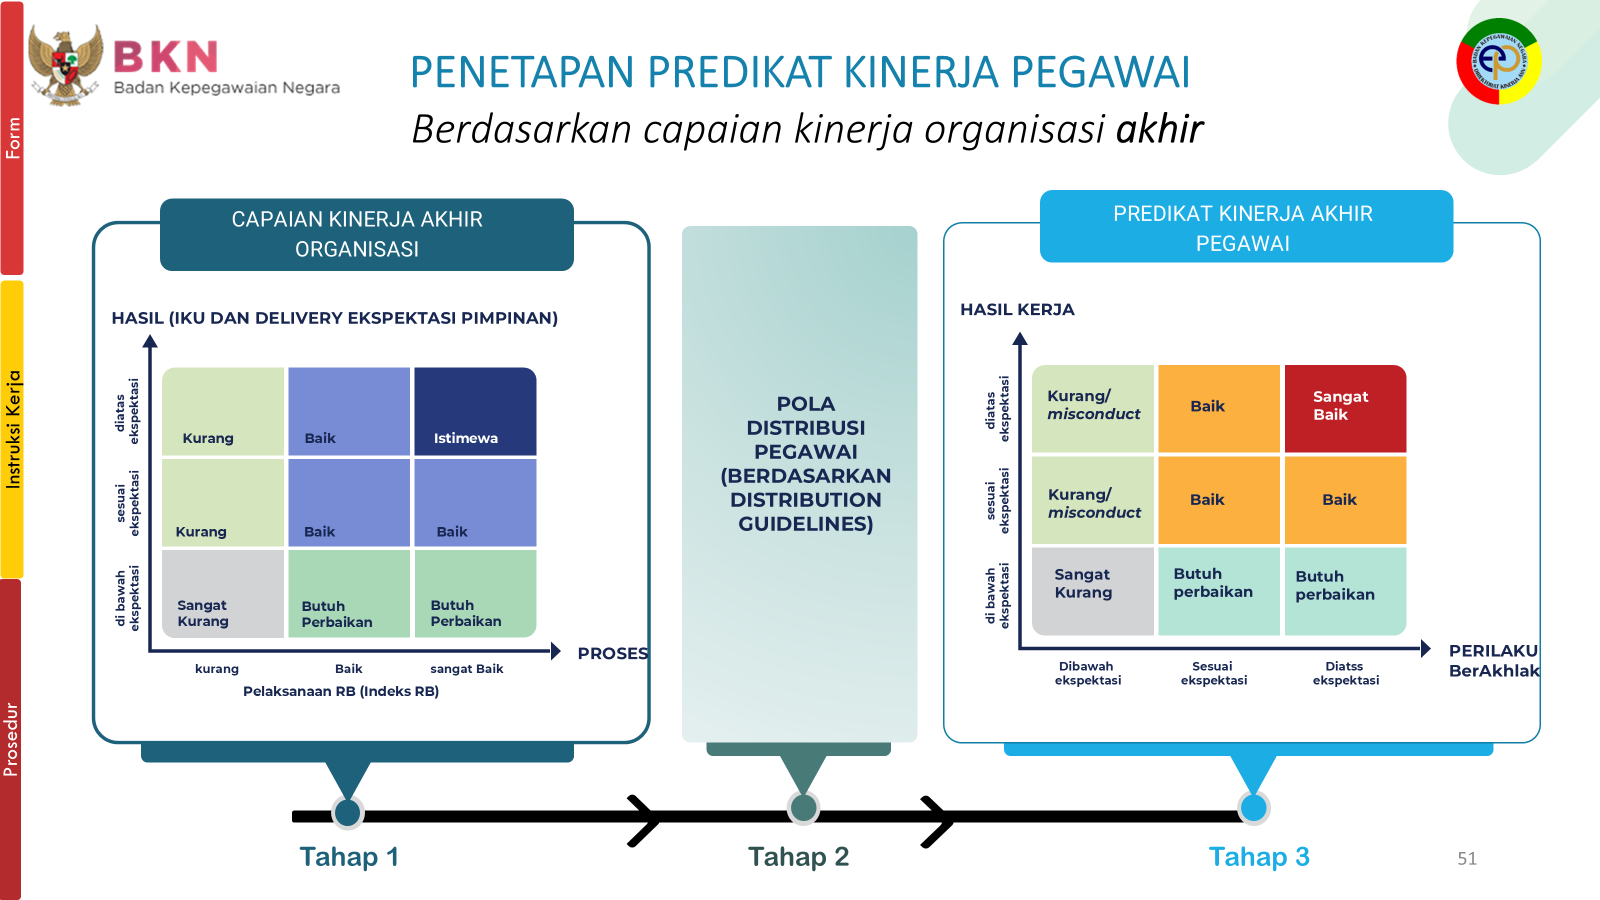 Form
Instruksi Kerja
Prosedur
BKN
Badan Kepegawaian Negara
PENETAPAN PREDIKAT KINERJA PEGAWAI
Berdasarkan capaian kinerja organisasi akhir
CAPAIAN KINERJA AKHIR
ORGANISASI
HASIL (IKU DAN DELIVERY EKSPEKTASI PIMPINAN)
diatas
ekspektasi
Kurang
Baik
Istimewa
sesuai
ekspektasi
Kurang
Baik
Baik
di bawah
ekspektasi
Sangat
Kurang
Butuh
Perbaikan
Butuh
Perbaikan
PROSES
kurang
Baik
sangat Baik
Pelaksanaan RB (Indeks RB)
POLA
DISTRIBUSI
PEGAWAI
(BERDASARKAN
DISTRIBUTION
GUIDELINES)
PREDIKAT KINERJA AKHIR
PEGAWAI
HASIL KERJA
diatas
ekspektasi
Kurang/
misconduct
Baik
Sangat
Baik
sesuai
ekspektasi
Kurang/
misconduct
Baik
Baik
di bawah
ekspektasi
Sangat
Kurang
Butuh
perbaikan
Butuh
perbaikan
PERILAKU
BerAkhlak
Dibawah
ekspektasi
Sesuai
ekspektasi
Diatss
ekspektasi
Tahap 1
Tahap 2
Tahap 3
51